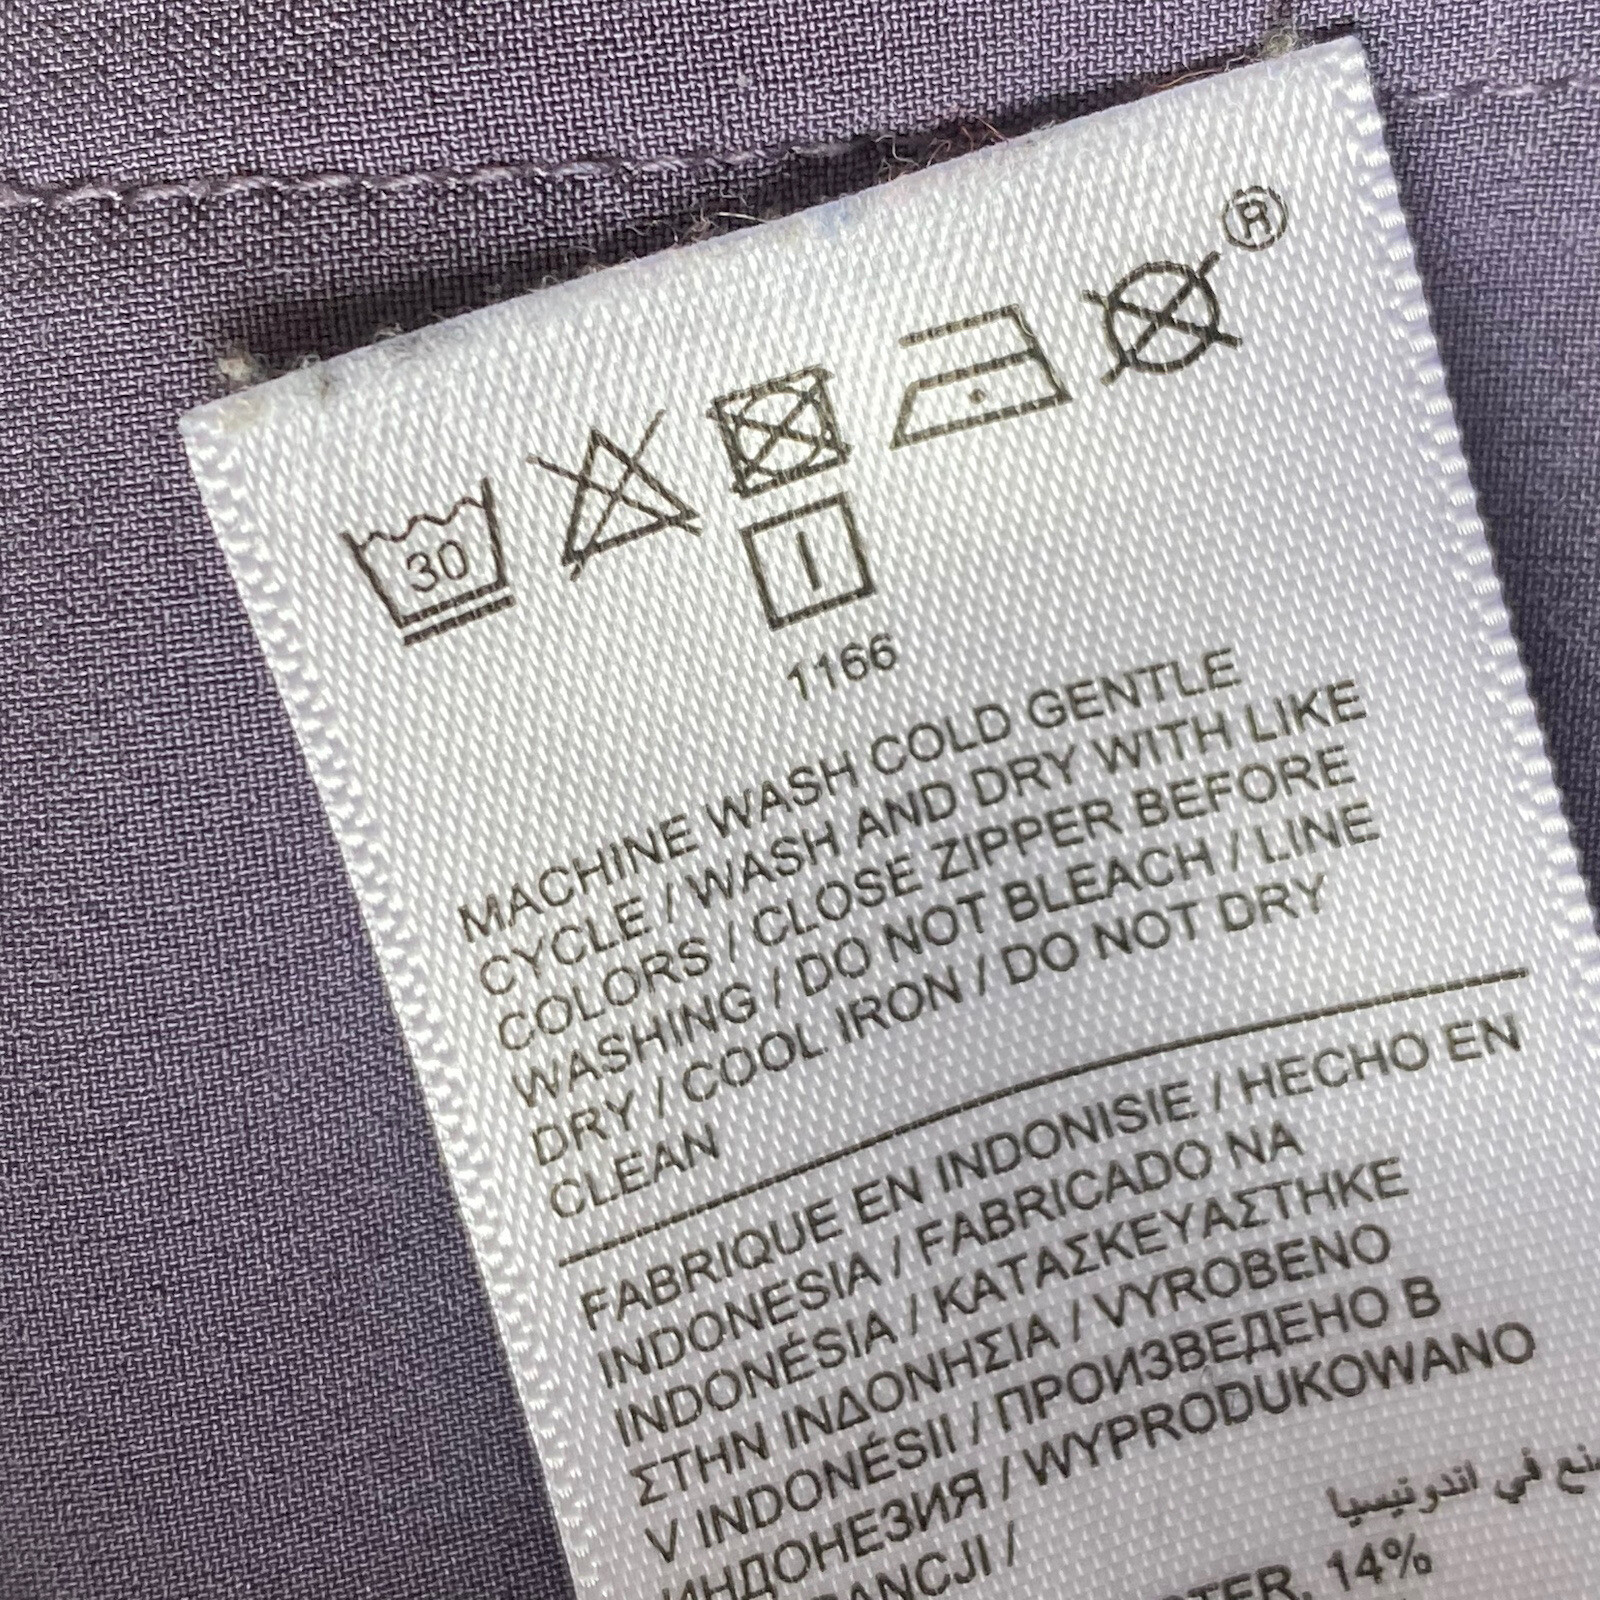 ®
30
1166
MACHINE WASH COLD GENTLE
CYCLE / WASH AND DRY WITH LIKE
COLORS / CLOSE ZIPPER BEFORE
WASHING / DO NOT BLEACH / LINE
DRY / COOL IRON / DO NOT DRY
CLEAN
FABRIQUE EN INDONISIE / HECHO EN
INDONESIA / FABRICADO NA
INDONÉSIA / ΚΑΤΑΣΚΕΥΑΣΤΗΚΕ
ΣΤΗΝ ΙΝΔΟΝΗΣΙΑ / VYROBENO
V INDONÉSII / ПРОИЗВЕДЕНО В
ИНДОНЕЗИЯ / WYPRODUKOWANO
في اندونيسيا
14%